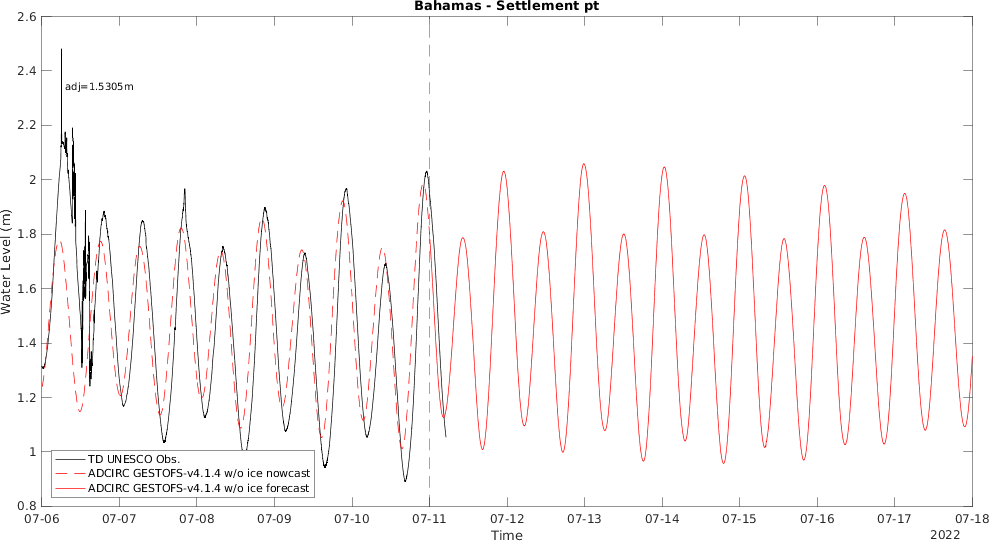 Bahamas - Settlement pt
2.6
2.4
2.2
2
1.8
1.6
1.4
1.2
1
0.8
Water Level (m)
adj=1.5305m
TD UNESCO Obs.
ADCIRC GESTOFS-v4.1.4 w/o ice nowcast
ADCIRC GESTOFS-v4.1.4 w/o ice forecast
07-06 07-07 07-08 07-09 07-10 07-11 07-12 07-13 07-14 07-15 07-16 07-17 07-18
Time
2022